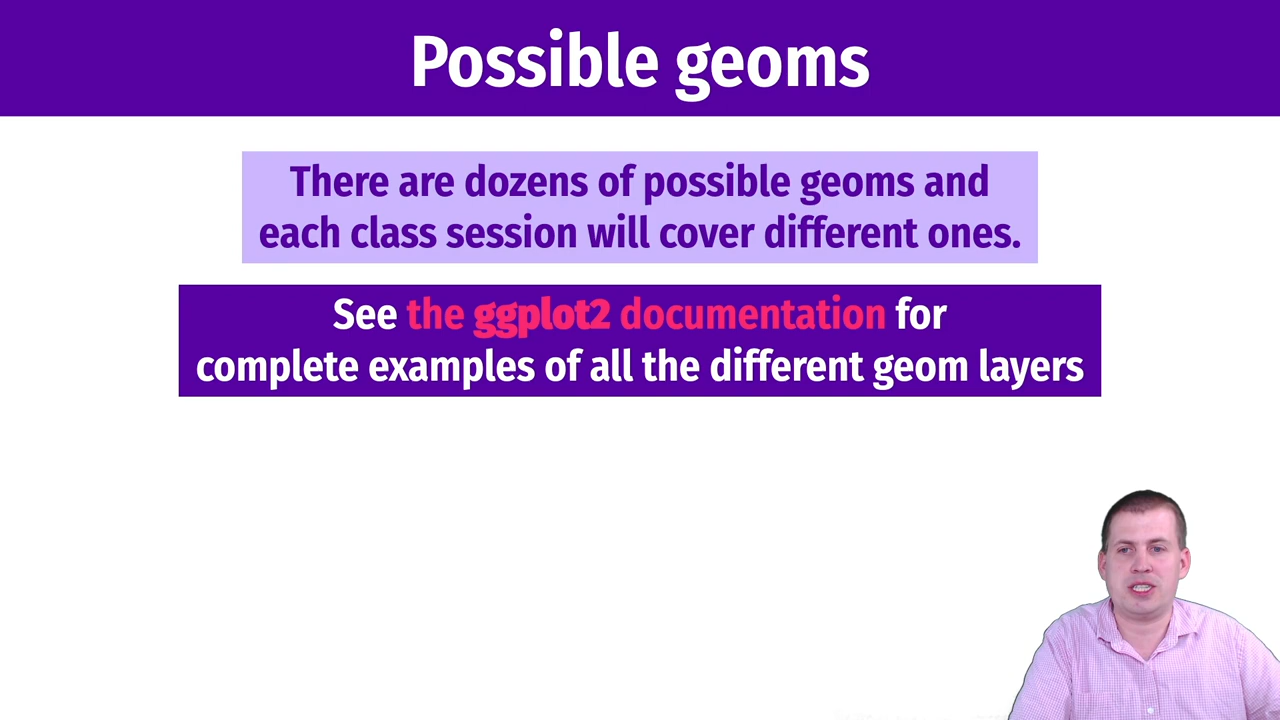 Possible geoms
There are dozens of possible geoms and
each class session will cover different ones.
See the ggplot2 documentation for
complete examples of all the different geom layers